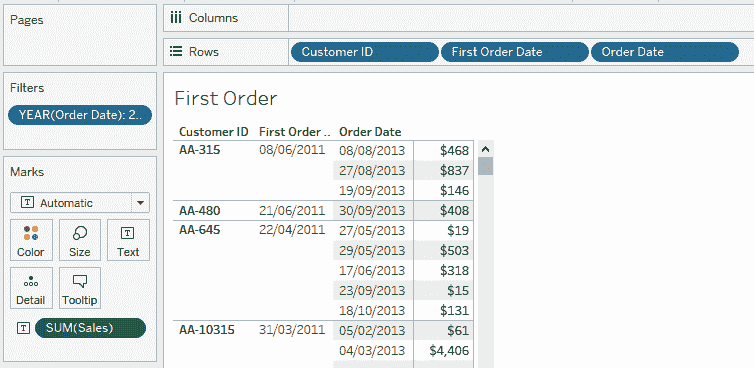 Pages
Columns
Rows
Customer ID First Order Date Order Date
Filters
YEAR(Order Date): 2..
Marks
Automatic
Color Size Text
Detail Tooltip
SUM(Sales)
First Order
Customer ID First Order .. Order Date
AA-315 08/06/2011 08/08/2013 $468
27/08/2013 $837
19/09/2013 $146
AA-480 21/06/2011 30/09/2013 $408
AA-645 22/04/2011 27/05/2013 $19
29/05/2013 $503
17/06/2013 $318
23/09/2013 $15
18/10/2013 $131
AA-10315 31/03/2011 05/02/2013 $61
04/03/2013 $4,406